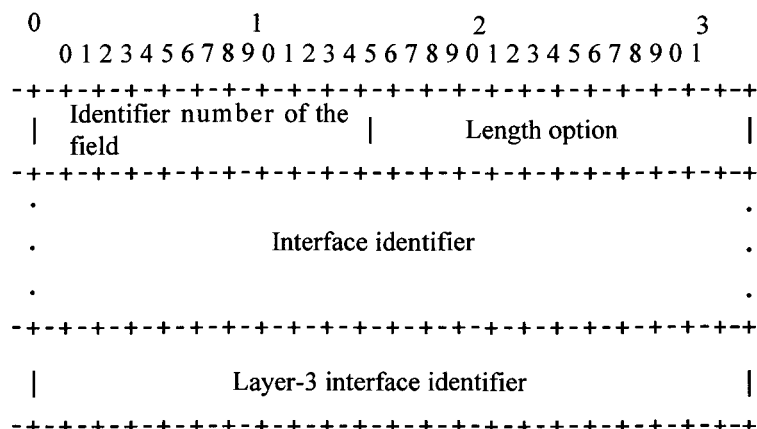 0 1 2 3
0 1 2 3 4 5 6 7 8 9 0 1 2 3 4 5 6 7 8 9 0 1 2 3 4 5 6 7 8 9 0 1
-+-+-+-+-+-+-+-+-+-+-+-+-+-+-+-+-+-+-+-+-+-+-+
| Identifier number of the | Length option |
field
-+-+-+-+-+-+-+-+-+-+-+-+-+-+-+-+-+-+-+-+-+-+-+
. .
. Interface identifier .
. .
-+-+-+-+-+-+-+-+-+-+-+-+-+-+-+-+-+-+-+-+-+-+-+
| Layer-3 interface identifier |
-+-+-+-+-+-+-+-+-+-+-+-+-+-+-+-+-+-+-+-+-+-+-+